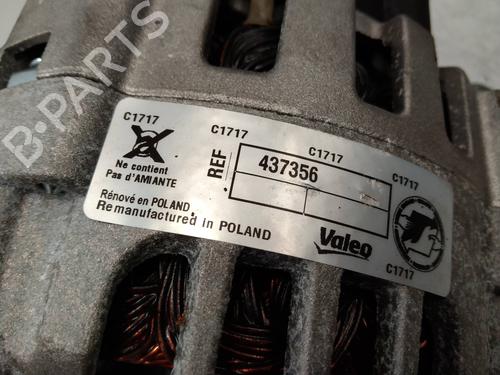 B-PARTS
C1717
C1717
C1717
C1717
Ne contient
Pas d'AMIANTE
REF
437356
Rénové en POLAND
Remanufactured in POLAND
Valeo
C1717